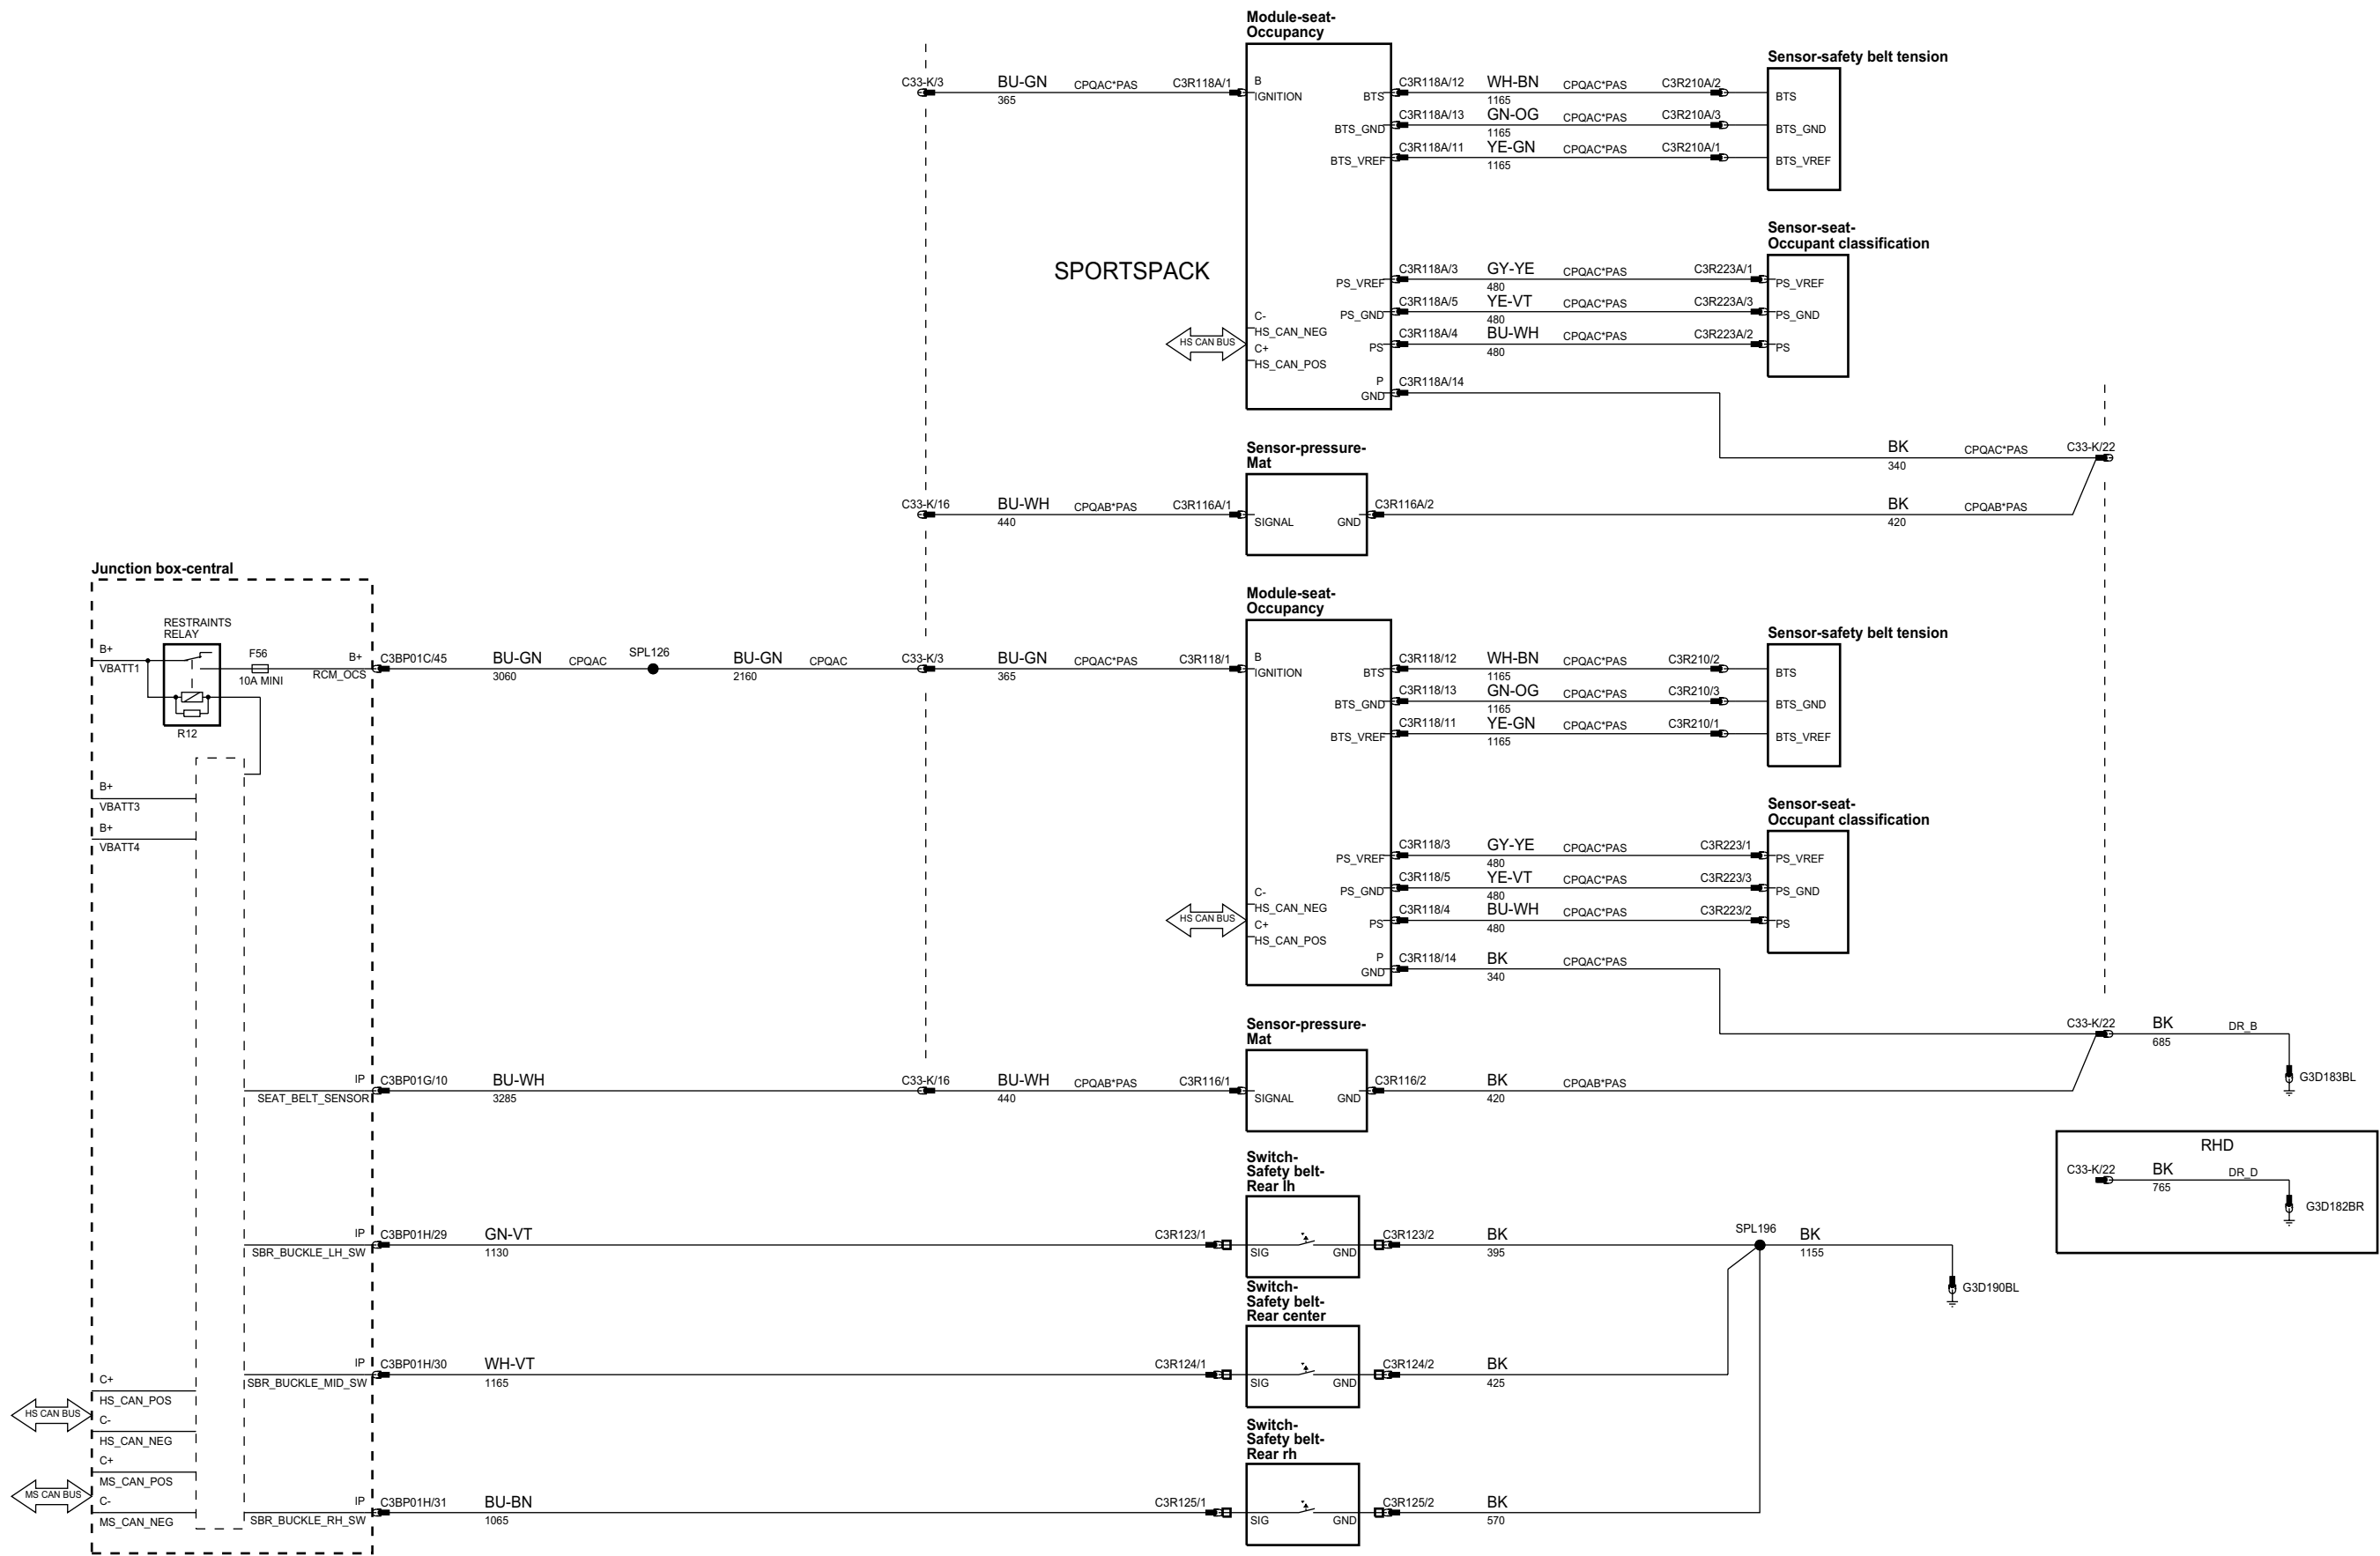 Module-seat-
Occupancy
Sensor-safety belt tension
C33-K/3
BU-GN
365
CPQAC*PAS
C3R118A/1
B
IGNITION
BTS
C3R118A/12
WH-BN
1165
CPQAC*PAS
C3R210A/2
BTS
BTS_GND
C3R118A/13
GN-OG
1165
CPQAC*PAS
C3R210A/3
BTS_GND
BTS_VREF
C3R118A/11
YE-GN
1165
CPQAC*PAS
C3R210A/1
BTS_VREF
Sensor-seat-
Occupant classification
SPORTSPACK
PS_VREF
C3R118A/3
GY-YE
480
CPQAC*PAS
C3R223A/1
PS_VREF
PS_GND
C3R118A/5
YE-VT
480
CPQAC*PAS
C3R223A/3
PS_GND
PS
C3R118A/4
BU-WH
480
CPQAC*PAS
C3R223A/2
PS
HS CAN BUS
C-
HS_CAN_NEG
C+
HS_CAN_POS
P
GND
C3R118A/14
BK
340
CPQAC*PAS
C33-K/22
Sensor-pressure-
Mat
C33-K/16
BU-WH
440
CPQAB*PAS
C3R116A/1
SIGNAL
GND
C3R116A/2
BK
420
CPQAB*PAS
Junction box-central
RESTRAINTS
RELAY
B+
VBATT1
F56
10A MINI
R12
B+
RCM_OCS
C3BP01C/45
BU-GN
3060
CPQAC
SPL126
BU-GN
2160
CPQAC
C33-K/3
BU-GN
365
CPQAC*PAS
C3R118/1
Module-seat-
Occupancy
B
IGNITION
BTS
C3R118/12
WH-BN
1165
CPQAC*PAS
C3R210/2
Sensor-safety belt tension
BTS
BTS_GND
C3R118/13
GN-OG
1165
CPQAC*PAS
C3R210/3
BTS_GND
BTS_VREF
C3R118/11
YE-GN
1165
CPQAC*PAS
C3R210/1
BTS_VREF
B+
VBATT3
B+
VBATT4
Sensor-seat-
Occupant classification
PS_VREF
C3R118/3
GY-YE
480
CPQAC*PAS
C3R223/1
PS_VREF
PS_GND
C3R118/5
YE-VT
480
CPQAC*PAS
C3R223/3
PS_GND
PS
C3R118/4
BU-WH
480
CPQAC*PAS
C3R223/2
PS
HS CAN BUS
C-
HS_CAN_NEG
C+
HS_CAN_POS
P
GND
C3R118/14
BK
340
CPQAC*PAS
C33-K/22
BK
685
DR_B
G3D183BL
Sensor-pressure-
Mat
IP
SEAT_BELT_SENSOR
C3BP01G/10
BU-WH
3285
C33-K/16
BU-WH
440
CPQAB*PAS
C3R116/1
SIGNAL
GND
C3R116/2
BK
420
CPQAB*PAS
RHD
C33-K/22
BK
765
DR_D
G3D182BR
Switch-
Safety belt-
Rear lh
IP
SBR_BUCKLE_LH_SW
C3BP01H/29
GN-VT
1130
C3R123/1
SIG
GND
C3R123/2
BK
395
SPL196
BK
1155
G3D190BL
Switch-
Safety belt-
Rear center
IP
SBR_BUCKLE_MID_SW
C3BP01H/30
WH-VT
1165
C3R124/1
SIG
GND
C3R124/2
BK
425
HS CAN BUS
C+
HS_CAN_POS
C-
HS_CAN_NEG
MS CAN BUS
C+
MS_CAN_POS
C-
MS_CAN_NEG
Switch-
Safety belt-
Rear rh
IP
SBR_BUCKLE_RH_SW
C3BP01H/31
BU-BN
1065
C3R125/1
SIG
GND
C3R125/2
BK
570